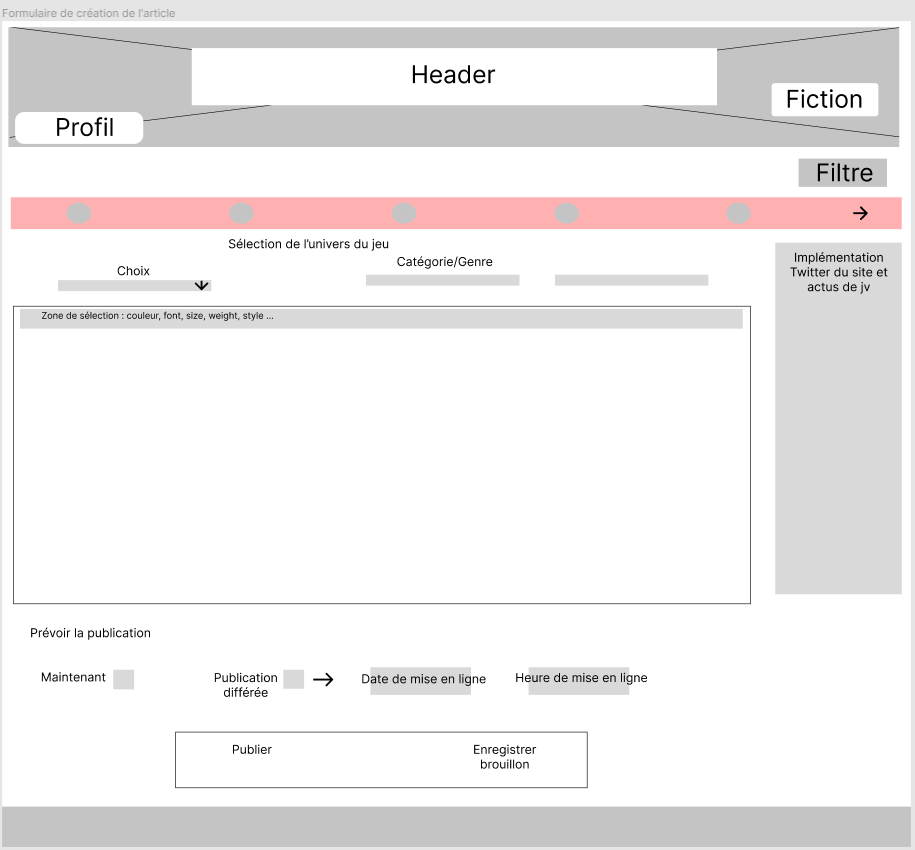 Formulaire de création de l'article
Header
Fiction
Profil
Filtre
Sélection de l'univers du jeu
Catégorie/Genre
Choix
Implémentation
Twitter du site et
actus de jv
Zone de sélection : couleur, font, size, weight, style ...
Prévoir la publication
Maintenant
Publication
différée
Date de mise en ligne
Heure de mise en ligne
Publier
Enregistrer
brouillon